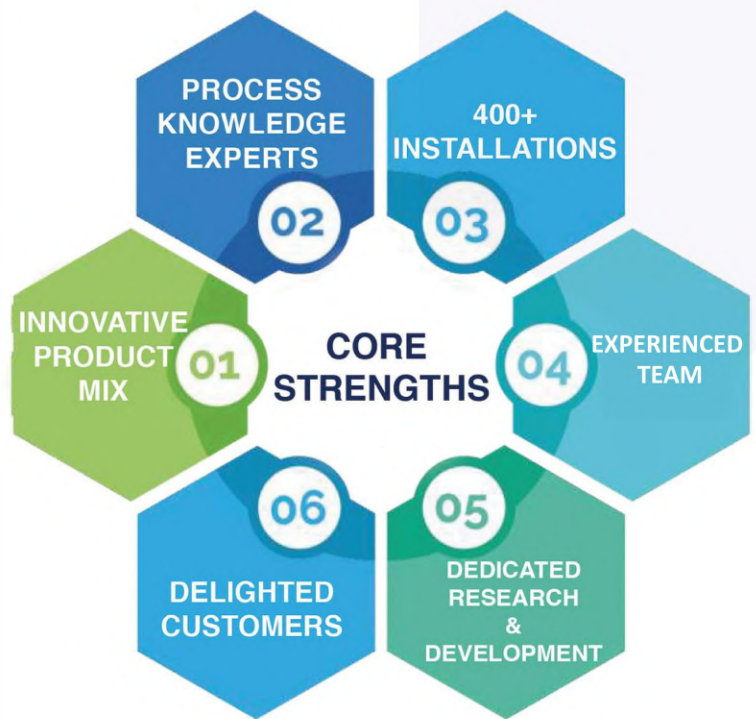 CORE
STRENGTHS
01
INNOVATIVE
PRODUCT
MIX
02
PROCESS
KNOWLEDGE
EXPERTS
03
400+
INSTALLATIONS
04
EXPERIENCED
TEAM
05
DEDICATED
RESEARCH
&
DEVELOPMENT
06
DELIGHTED
CUSTOMERS